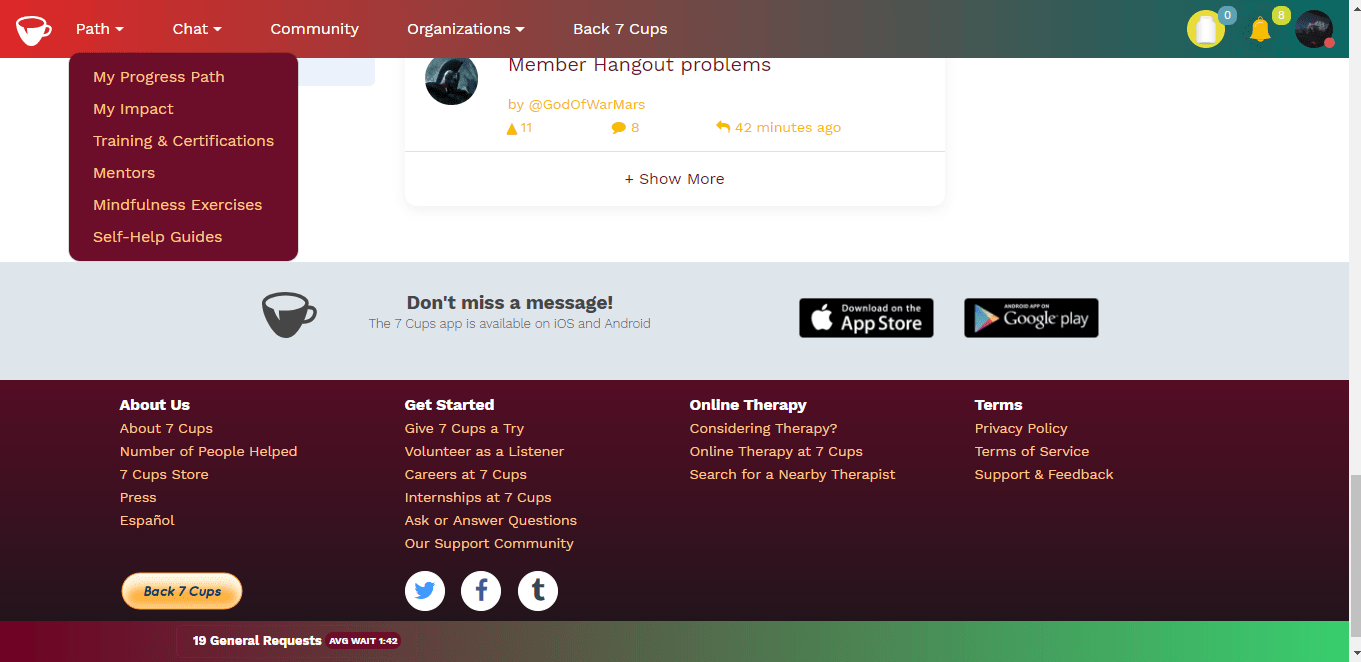 Path Chat Community Organizations Back 7 Cups 0 8
My Progress Path
My Impact
Training & Certifications
Mentors
Mindfulness Exercises
Self-Help Guides
Member Hangout problems
by @GodOfWarMars
11 8 42 minutes ago
+ Show More
Don't miss a message!
The 7 Cups app is available on iOS and Android
Download on the
App Store
ANDROID APP ON
Google play
About Us
About 7 Cups
Number of People Helped
7 Cups Store
Press
Español
Back 7 Cups
Get Started
Give 7 Cups a Try
Volunteer as a Listener
Careers at 7 Cups
Internships at 7 Cups
Ask or Answer Questions
Our Support Community
Online Therapy
Considering Therapy?
Online Therapy at 7 Cups
Search for a Nearby Therapist
Terms
Privacy Policy
Terms of Service
Support & Feedback
19 General Requests AVG WAIT 1:42